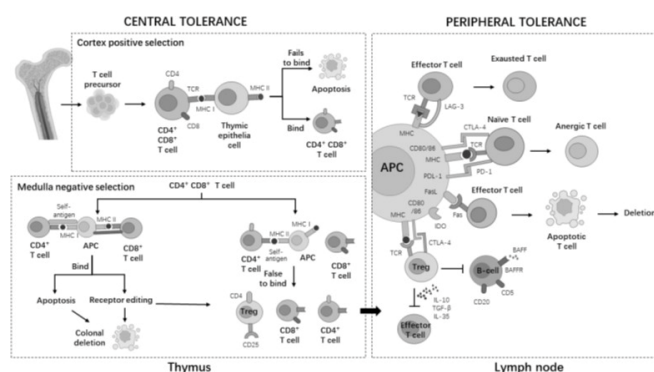 CENTRAL TOLERANCE
Cortex positive selection
T cell
precursor
CD4
TCR
MHC I
MHC II
CD8
CD4+
CD8+
T cell
Thymic
epithelia
cell
Fails
to bind
Apoptosis
Bind
CD4+ CD8+
T cell
Medulla negative selection
CD4+ CD8+ T cell
Self-
antigen
MHC II
MHC I
CD4+
T cell
APC
CD8+
T cell
Bind
Apoptosis
Receptor editing
Colonal
deletion
MHC I
MHC II
Self-
antigen
CD4+
T cell
APC
CD8+
T cell
False
to bind
CD4
Treg
CD25
CD8+
T cell
CD4+
T cell
Thymus
PERIPHERAL TOLERANCE
Effector T cell
Exausted T cell
TCR
LAG-3
MHC
Naive T cell
CTLA-4
CD80/86
TCR
MHC
PD-1
PDL-1
Anergic T cell
APC
FasL
Effector T cell
CD80
/86
Fas
IDO
MHC
Apoptotic
T cell
Deletion
CTLA-4
TCR
Treg
B-cell
BAFF
BAFFR
CD5
CD20
IL-10
TGF-β
IL-35
Effector
T cell
Lymph node